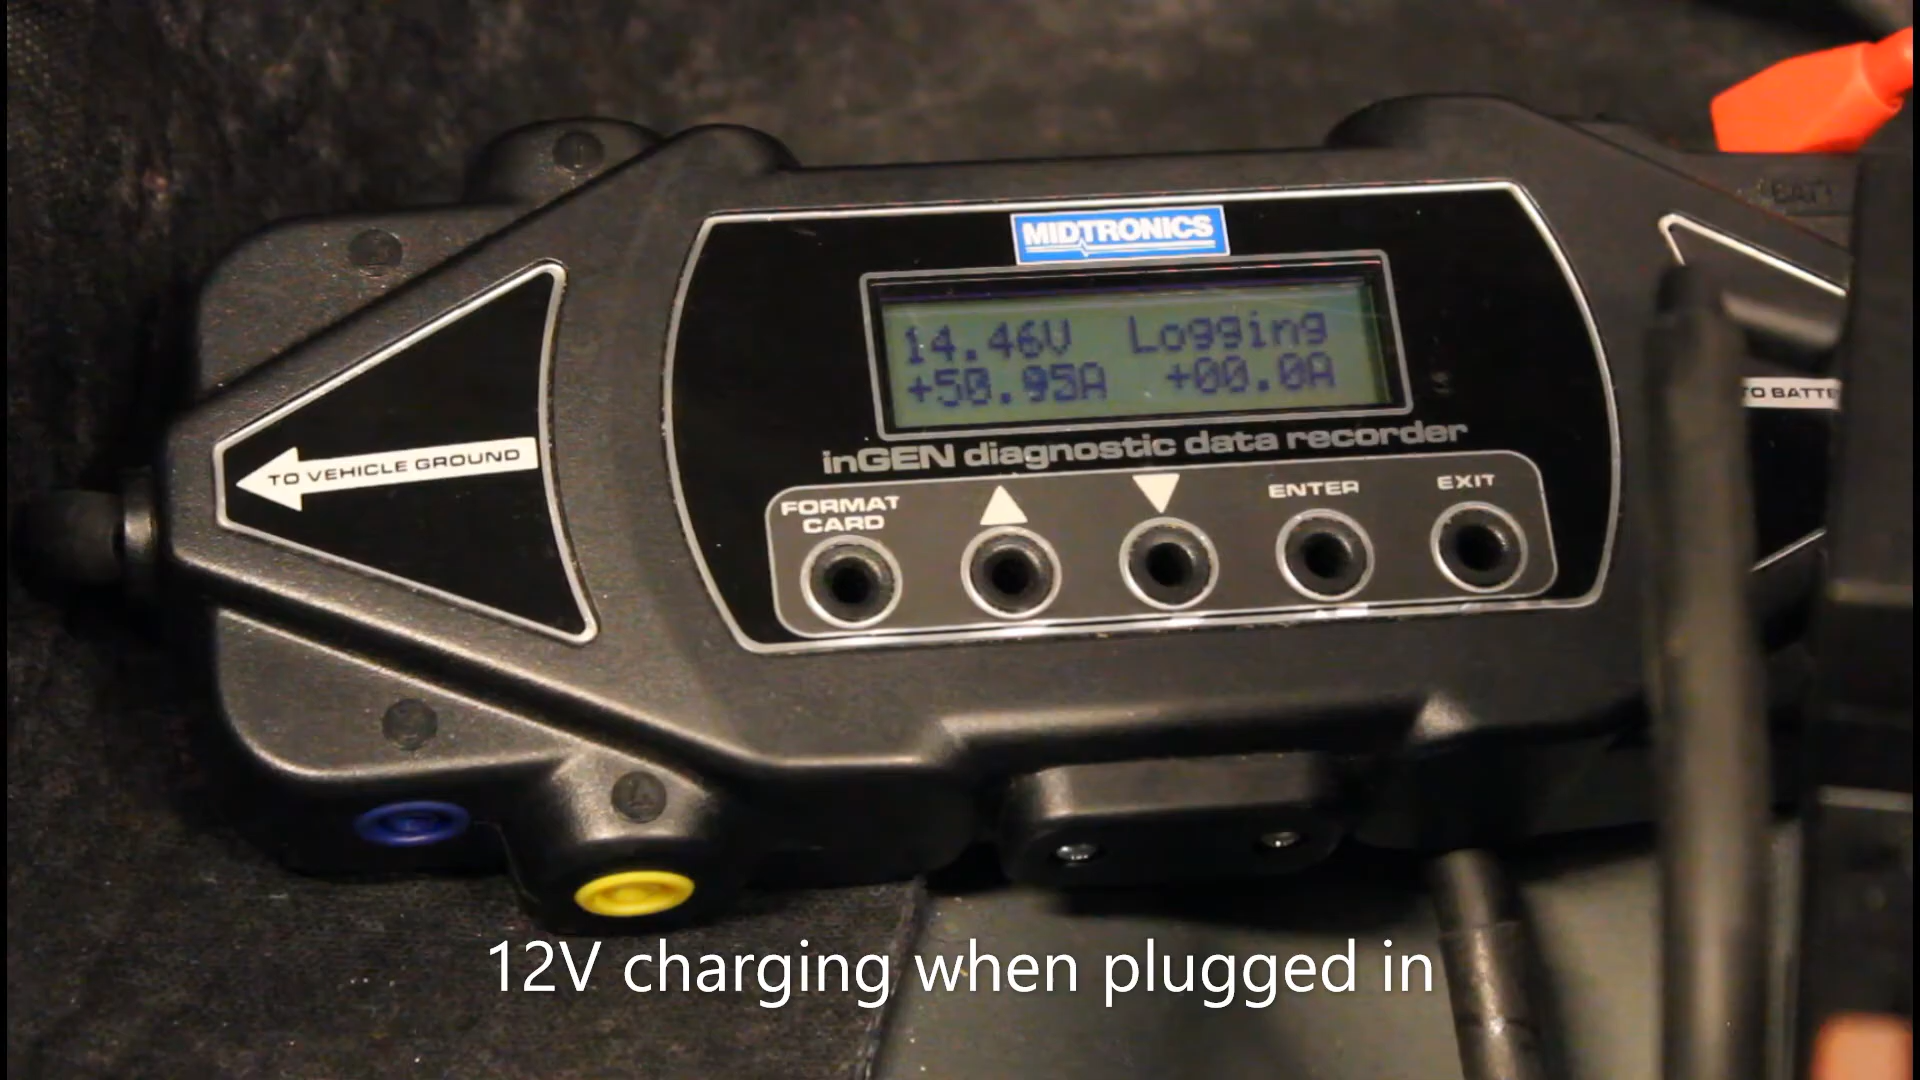 MIDTRONICS
14.46V Logging
+50.95A +00.0A
inGEN diagnostic data recorder
TO VEHICLE GROUND
FORMAT
CARD
ENTER
EXIT
BATT
12V charging when plugged in